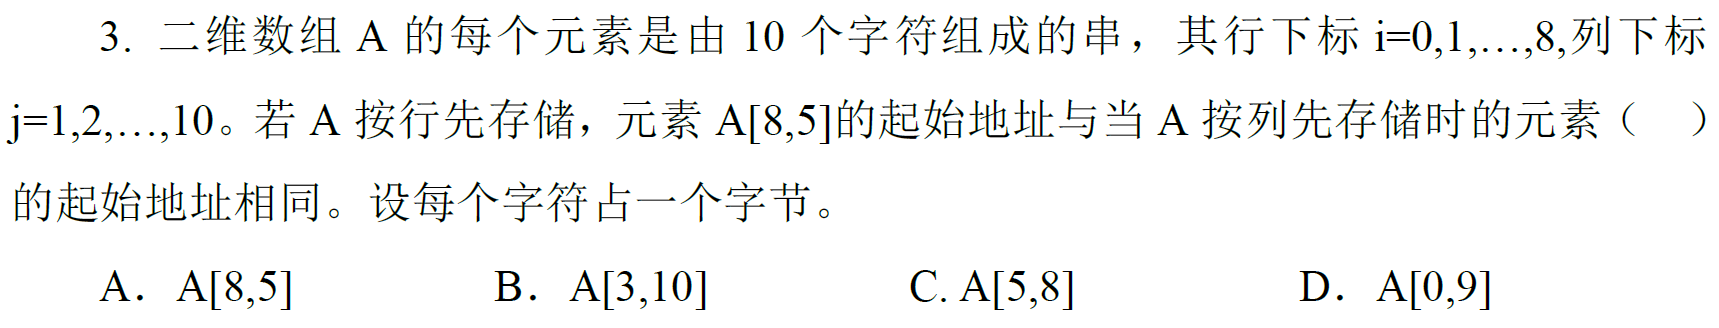 3. 二维数组 A 的每个元素是由 10 个字符组成的串，其行下标 i=0,1,…,8,列下标
j=1,2,…,10。若 A 按行先存储，元素 A[8,5]的起始地址与当 A 按列先存储时的元素（ ）
的起始地址相同。设每个字符占一个字节。
A．A[8,5] B．A[3,10] C. A[5,8] D．A[0,9]